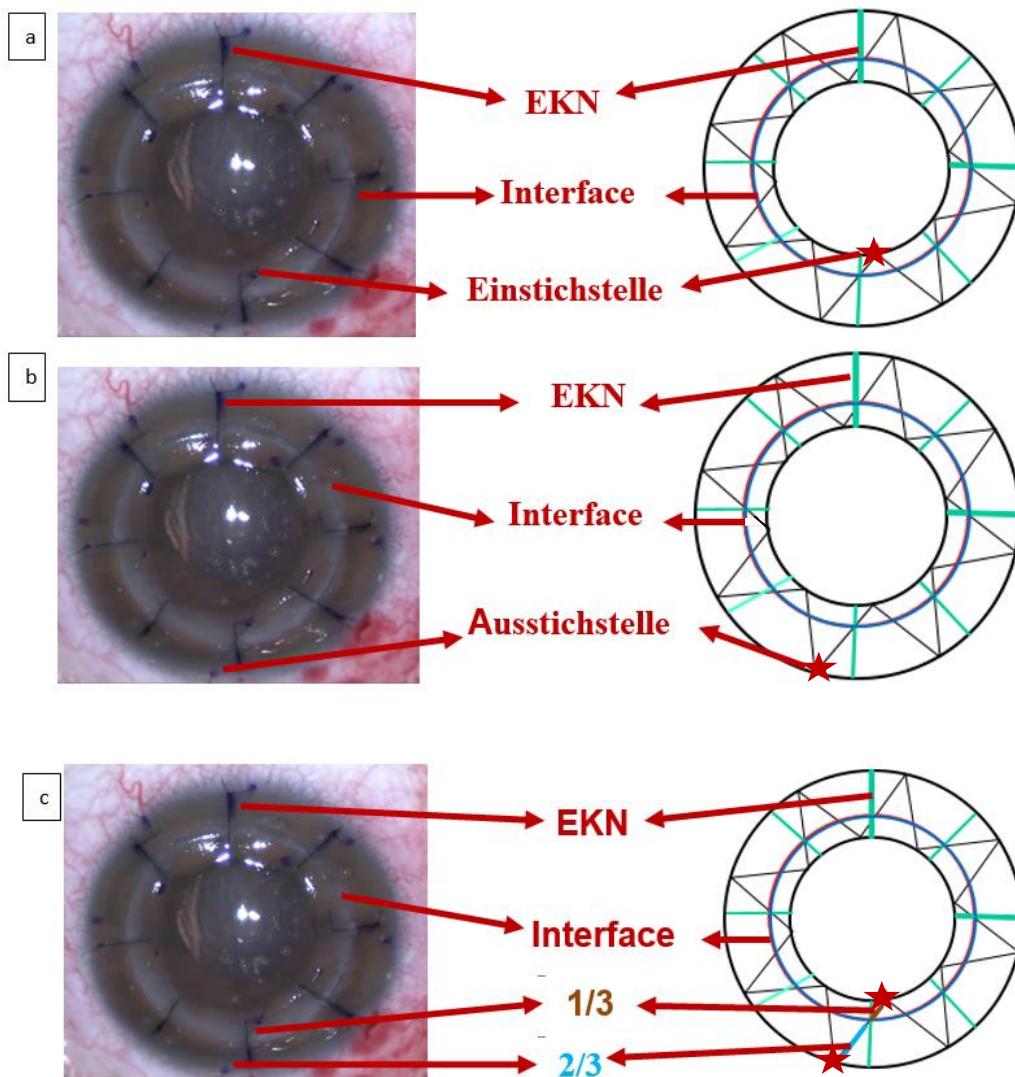 a
EKN
Interface
Einstichstelle
b
EKN
Interface
Ausstichstelle
c
EKN
Interface
1/3
2/3